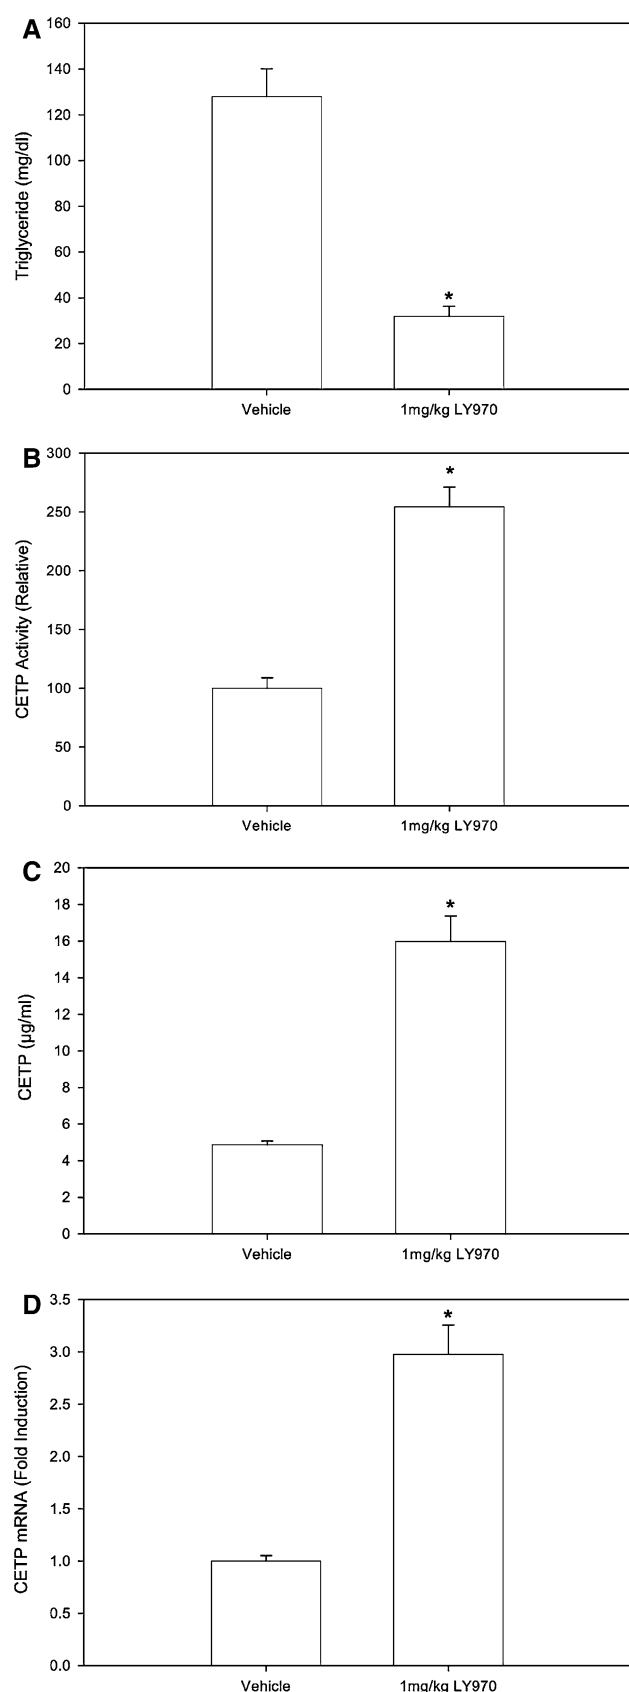 A
160
140
120
100
80
60
40
20
0
Triglyceride (mg/dl)
*
Vehicle
1mg/kg LY970
B
300
250
200
150
100
50
0
CETP Activity (Relative)
*
Vehicle
1mg/kg LY970
C
20
18
16
14
12
10
8
6
4
2
0
CETP (µg/ml)
*
Vehicle
1mg/kg LY970
D
3.5
3.0
2.5
2.0
1.5
1.0
0.5
0.0
CETP mRNA (Fold Induction)
*
Vehicle
1mg/kg LY970